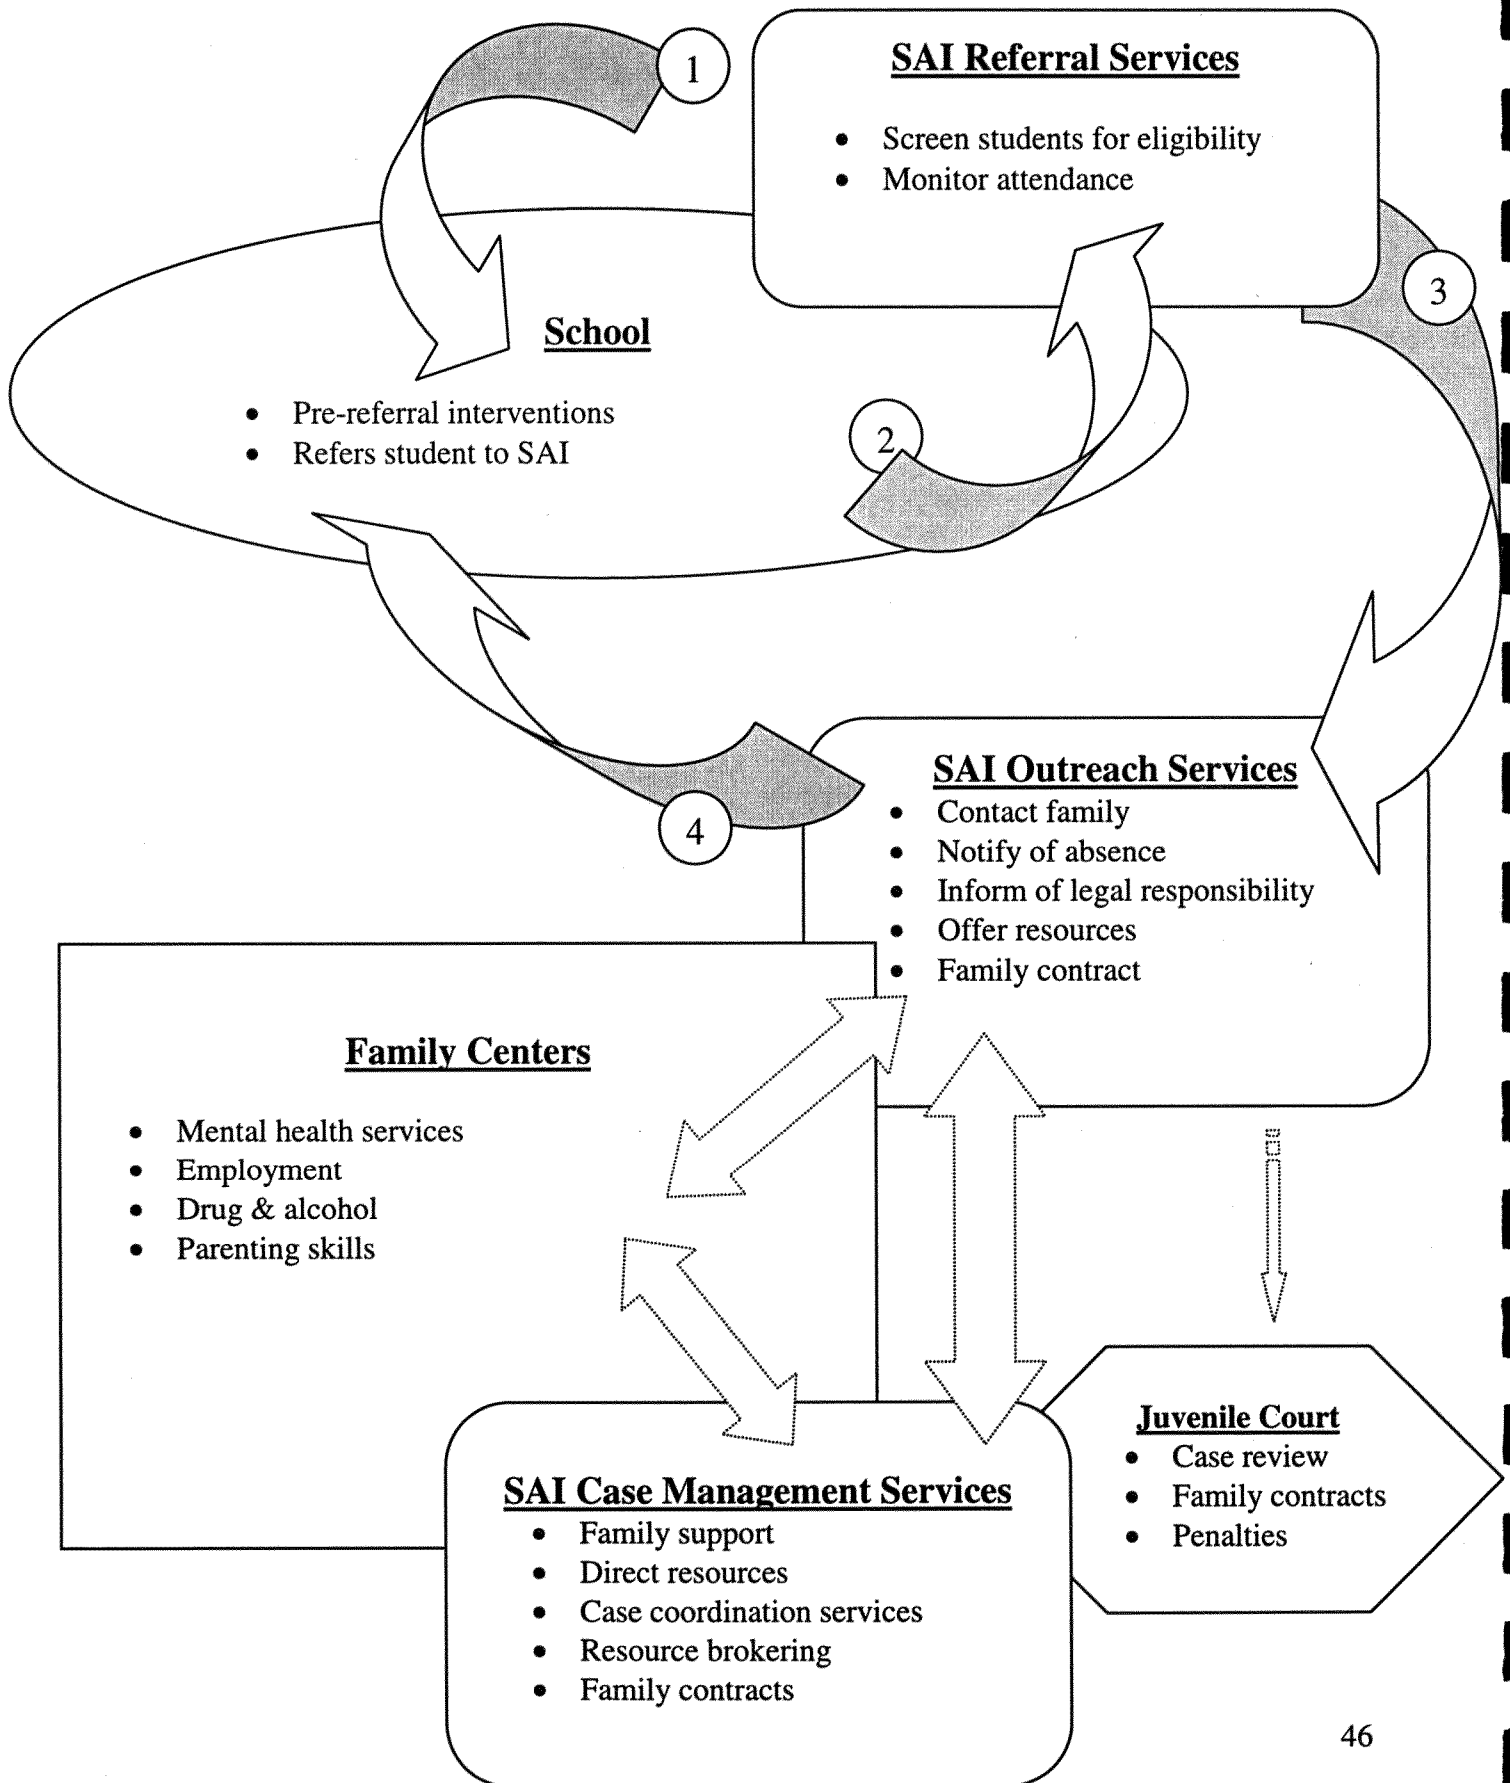 1
SAI Referral Services
• Screen students for eligibility
• Monitor attendance
3
School
• Pre-referral interventions
• Refers student to SAI
2
SAI Outreach Services
• Contact family
• Notify of absence
• Inform of legal responsibility
• Offer resources
• Family contract
4
Family Centers
• Mental health services
• Employment
• Drug & alcohol
• Parenting skills
Juvenile Court
• Case review
• Family contracts
• Penalties
SAI Case Management Services
• Family support
• Direct resources
• Case coordination services
• Resource brokering
• Family contracts
46